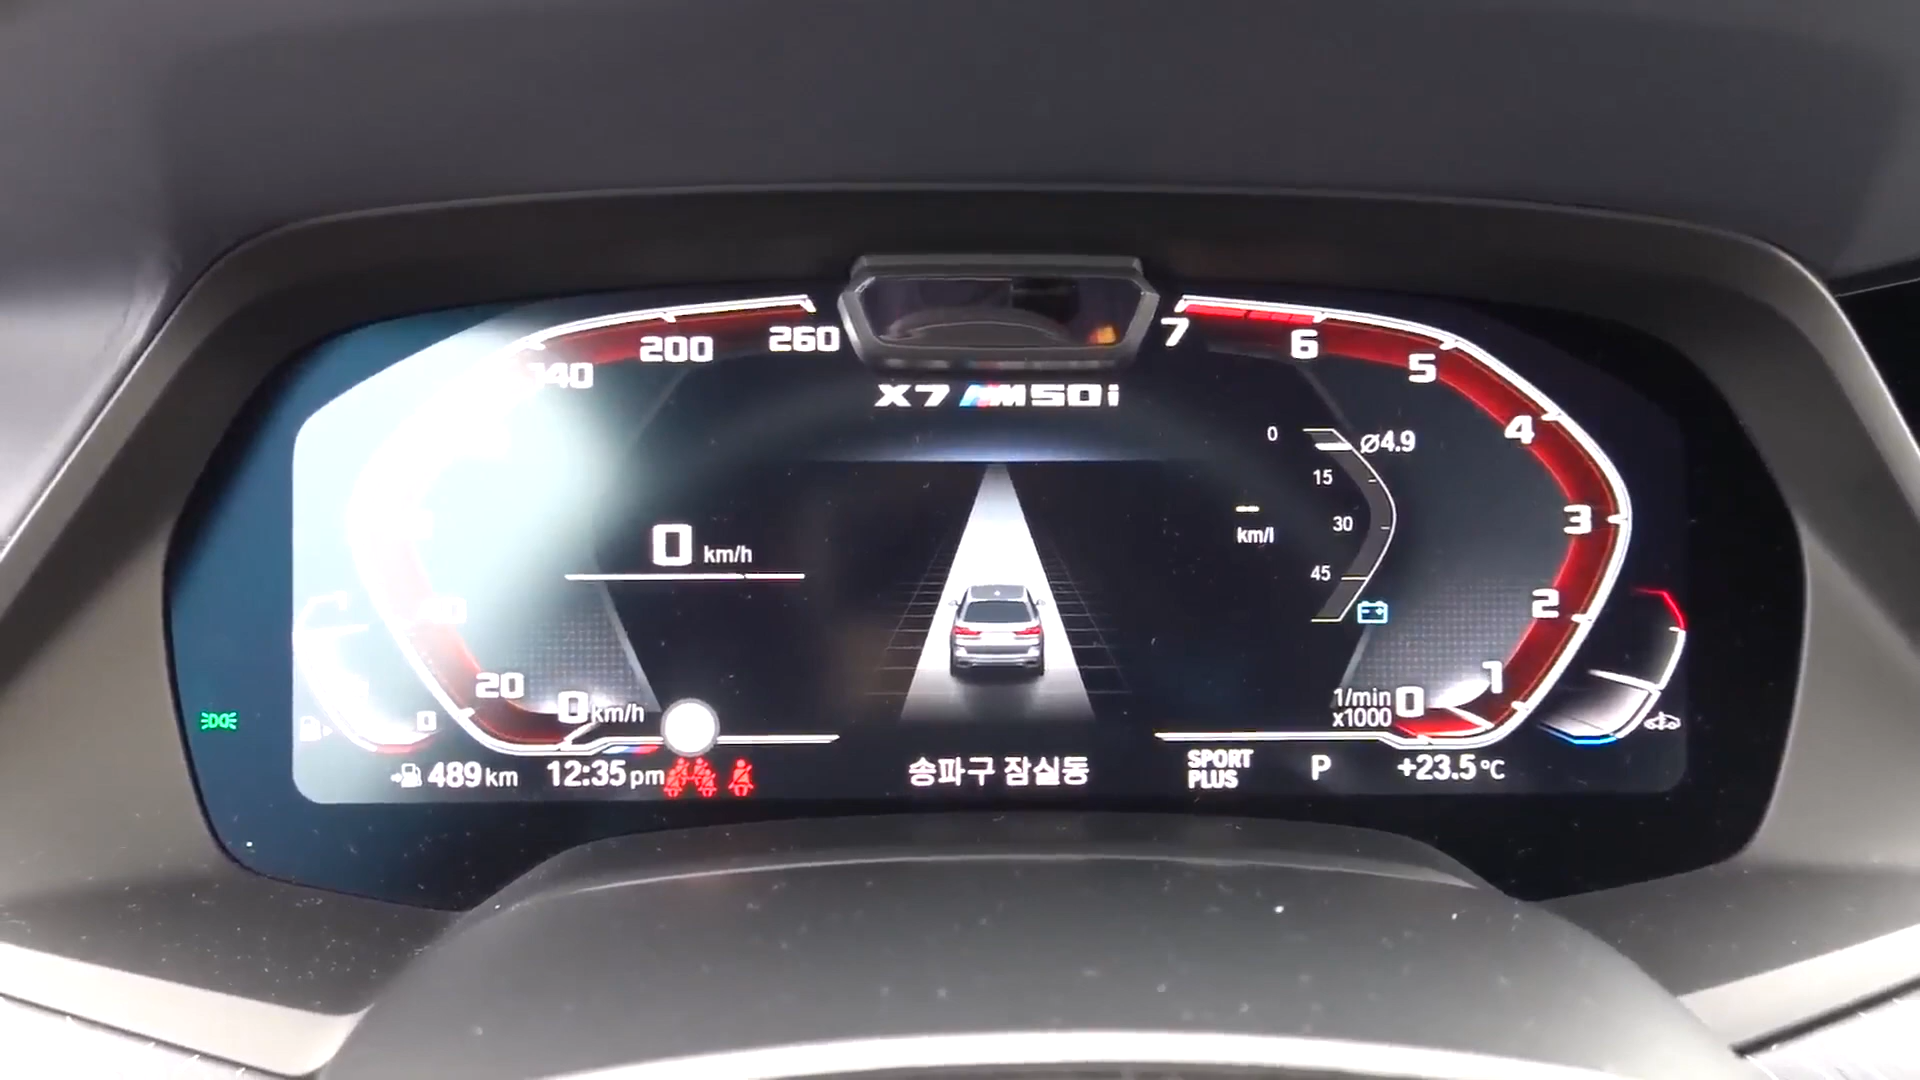 200
260
7
6
5
4
3
2
1
0
X7 M50i
0
Ø4.9
15
30
45
--
km/l
0 km/h
20
0
0 km/h
1/min
x1000
489 km
12:35 pm
송파구 잠실동
SPORT
PLUS
P
+23.5 °C